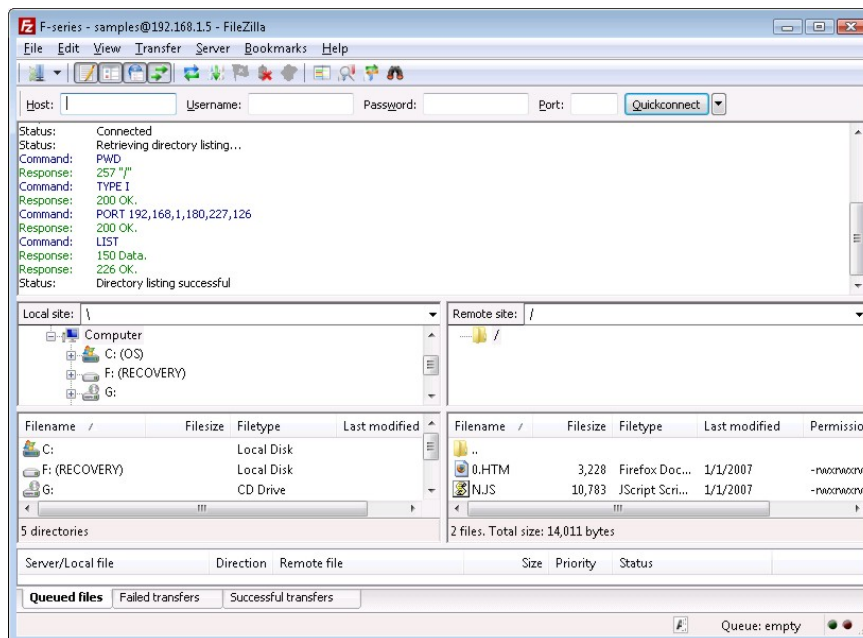 F-series - samples@192.168.1.5 - FileZilla
File Edit View Transfer Server Bookmarks Help
Host: Username: Password: Port: Quickconnect
Status: Connected
Status: Retrieving directory listing...
Command: PWD
Response: 257 "/"
Command: TYPE I
Response: 200 OK.
Command: PORT 192,168,1,180,227,126
Response: 200 OK.
Command: LIST
Response: 150 Data.
Response: 226 OK.
Status: Directory listing successful
Local site: \
Computer
C: (OS)
F: (RECOVERY)
G:
Remote site: /
/
Filename / Filesize Filetype Last modified
C: Local Disk
F: (RECOVERY) Local Disk
G: CD Drive
5 directories
Filename / Filesize Filetype Last modified Permissio
..
0.HTM 3,228 Firefox Doc... 1/1/2007 -rwxrwxrw
N.JS 10,783 JScript Scri... 1/1/2007 -rwxrwxrw
2 files. Total size: 14,011 bytes
Server/Local file Direction Remote file Size Priority Status
Queued files Failed transfers Successful transfers
Queue: empty